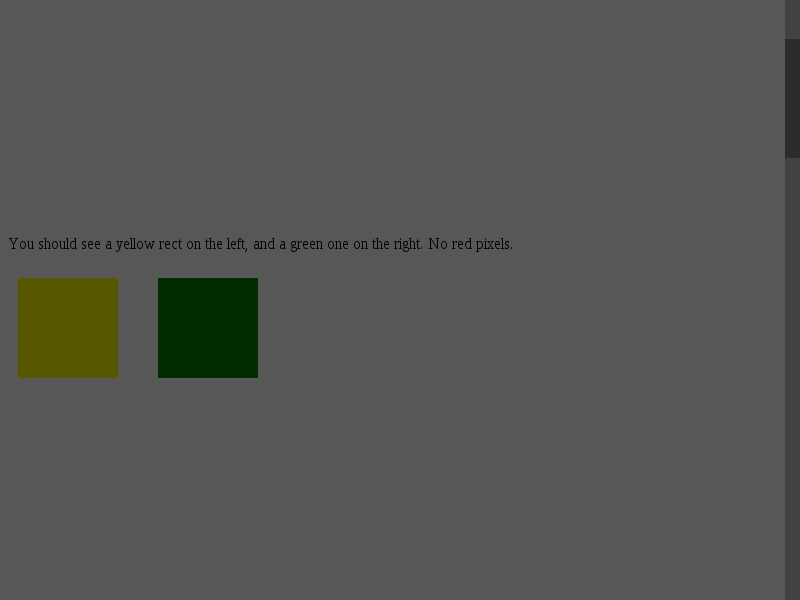 You should see a yellow rect on the left, and a green one on the right. No red pixels.